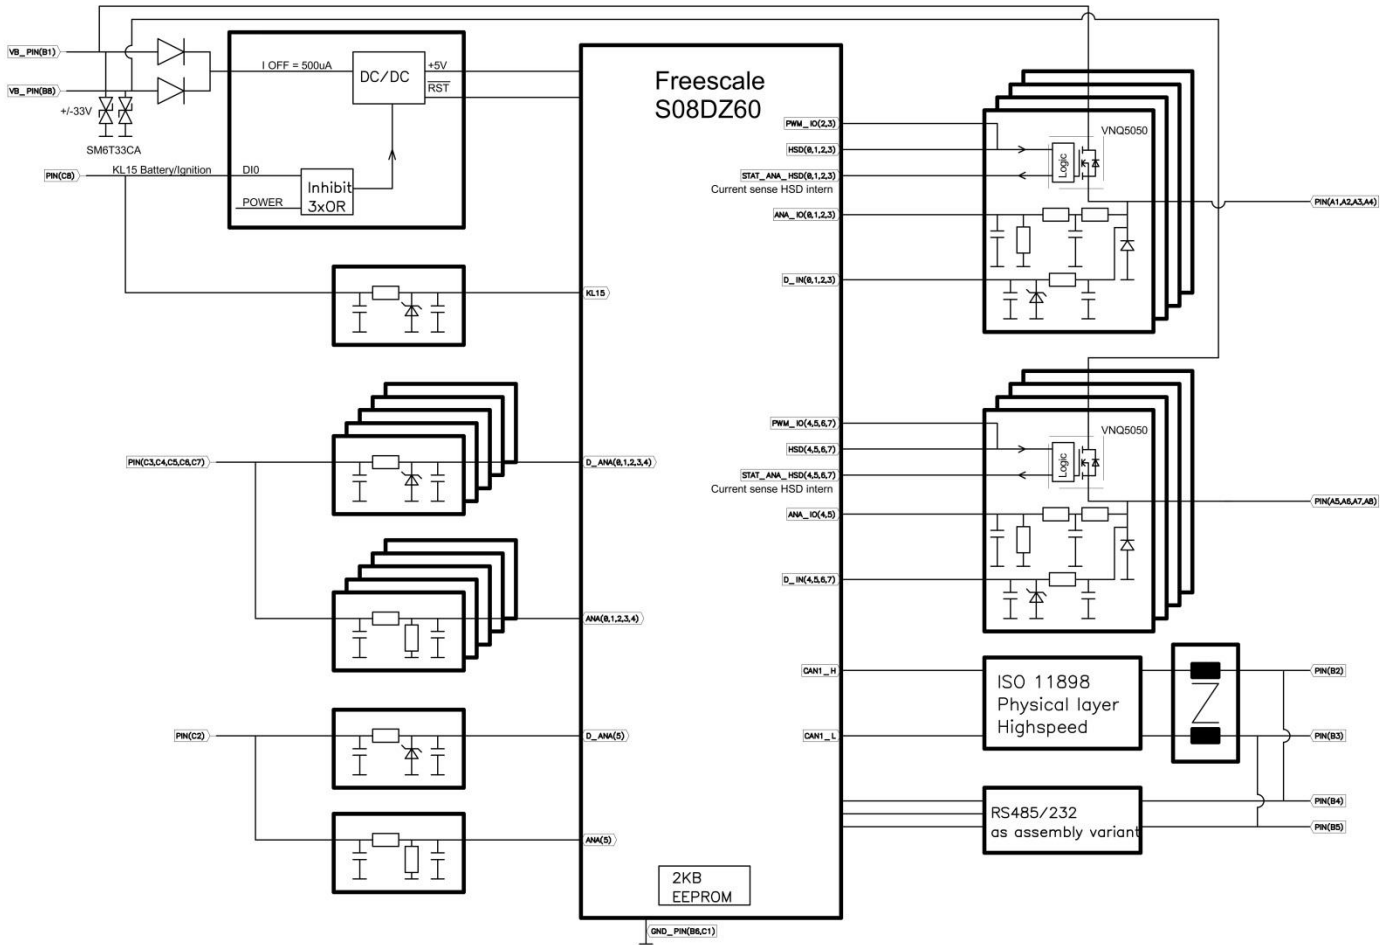 VB_PIN(B1)
VB_PIN(B8)
+/-33V
SM6T33CA
I OFF = 500uA
DC/DC
+5V
RST
PIN(C8)
KL15 Battery/Ignition
DI0
POWER
Inhibit
3xOR
KL15
PIN(C3,C4,C5,C6,C7)
D_ANA(0,1,2,3,4)
ANA(0,1,2,3,4)
PIN(C2)
D_ANA(5)
ANA(5)
Freescale
S08DZ60
2KB
EEPROM
GND_PIN(B6,C1)
PWM_IO(2,3)
HSD(0,1,2,3)
STAT_ANA_HSD(0,1,2,3)
Current sense HSD intern
ANA_IO(0,1,2,3)
D_IN(0,1,2,3)
VNQ5050
Logic
PIN(A1,A2,A3,A4)
PWM_IO(4,5,6,7)
HSD(4,5,6,7)
STAT_ANA_HSD(4,5,6,7)
Current sense HSD intern
ANA_IO(4,5)
D_IN(4,5,6,7)
VNQ5050
Logic
PIN(A5,A6,A7,A8)
CAN1_H
CAN1_L
ISO 11898
Physical layer
Highspeed
Z
PIN(B2)
PIN(B3)
RS485/232
as assembly variant
PIN(B4)
PIN(B5)